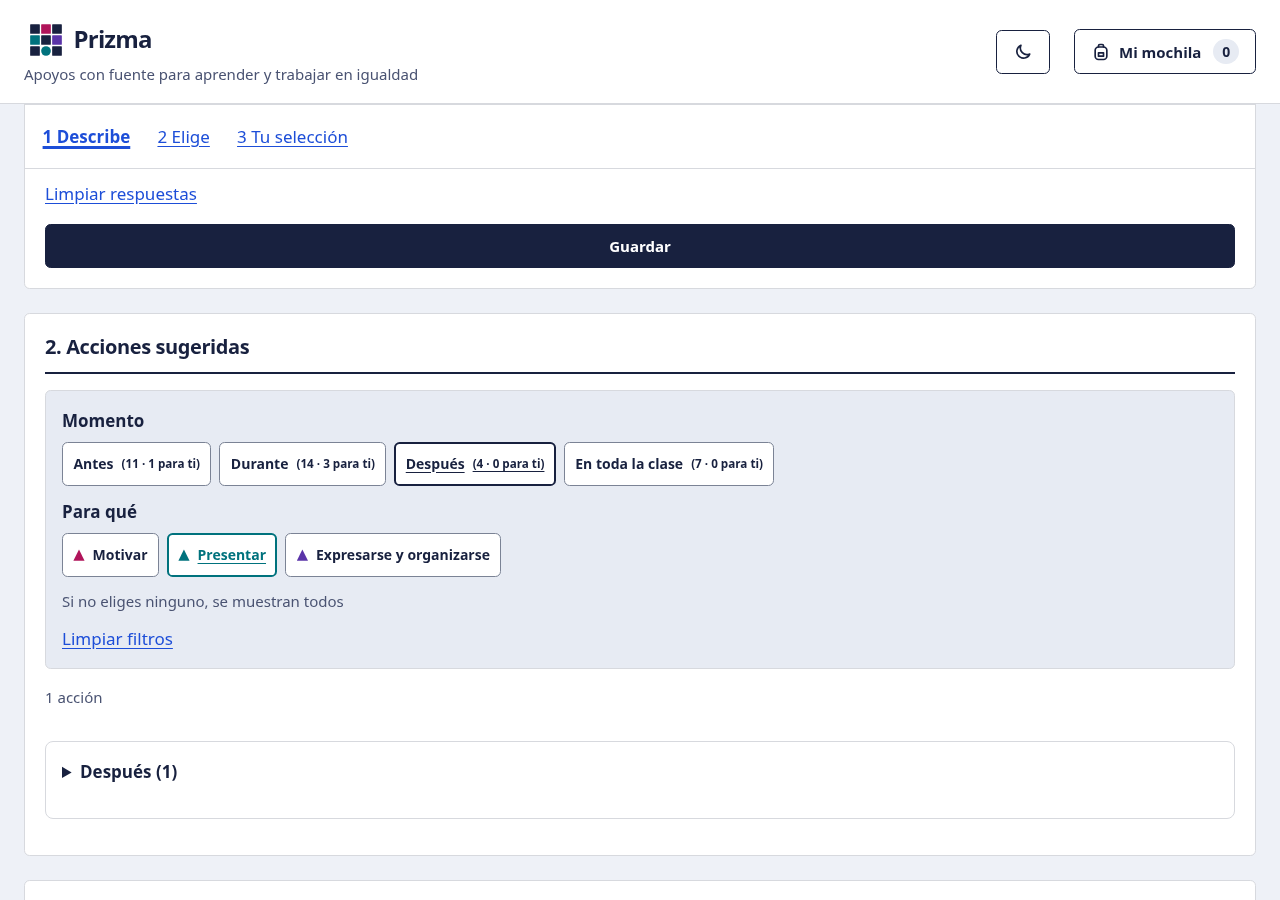 Prizma
Apoyos con fuente para aprender y trabajar en igualdad
Mi mochila 0
1 Describe 2 Elige 3 Tu selección
Limpiar respuestas
Guardar
2. Acciones sugeridas
Momento
Antes (11 · 1 para ti) Durante (14 · 3 para ti) Después (4 · 0 para ti) En toda la clase (7 · 0 para ti)
Para qué
Motivar Presentar Expresarse y organizarse
Si no eliges ninguno, se muestran todos
Limpiar filtros
1 acción
Después (1)